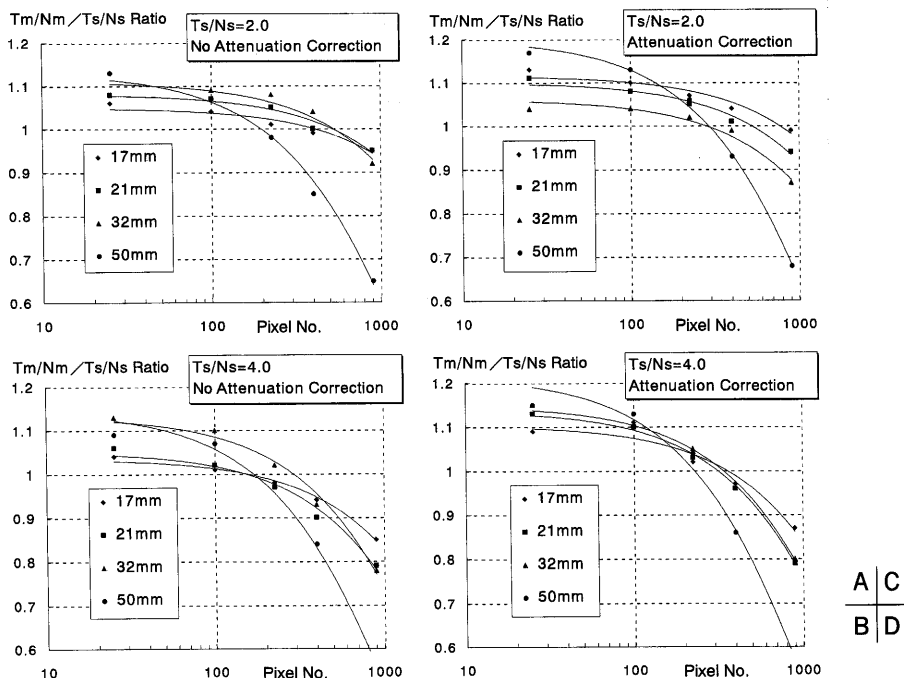 Tm/Nm／Ts/Ns Ratio
Ts/Ns=2.0
No Attenuation Correction
1.2
1.1
1
0.9
0.8
0.7
0.6
17mm
21mm
32mm
50mm
10
100
Pixel No.
1000
Tm/Nm／Ts/Ns Ratio
Ts/Ns=2.0
Attenuation Correction
1.2
1.1
1
0.9
0.8
0.7
0.6
17mm
21mm
32mm
50mm
10
100
Pixel No.
1000
Tm/Nm／Ts/Ns Ratio
Ts/Ns=4.0
No Attenuation Correction
1.2
1.1
1
0.9
0.8
0.7
0.6
17mm
21mm
32mm
50mm
10
100
Pixel No.
1000
Tm/Nm／Ts/Ns Ratio
Ts/Ns=4.0
Attenuation Correction
1.2
1.1
1
0.9
0.8
0.7
0.6
17mm
21mm
32mm
50mm
10
100
Pixel No.
1000
A C
B D